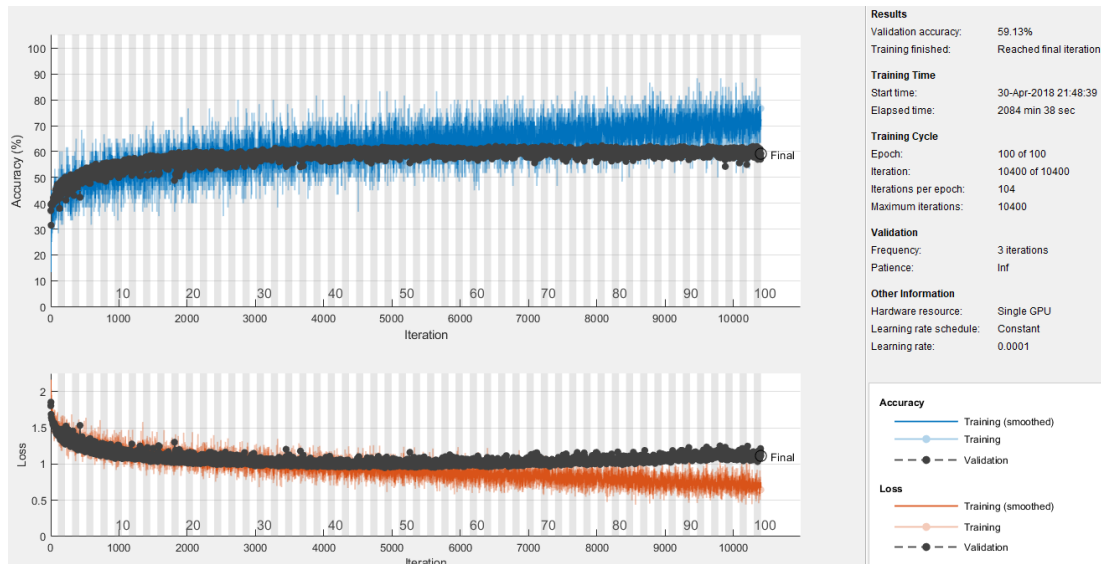 Accuracy (%)
100
90
80
70
60
50
40
30
20
10
0
Final
10 20 30 40 50 60 70 80 90 100
0 1000 2000 3000 4000 5000 6000 7000 8000 9000 10000
Iteration
Loss
2
1.5
1
0.5
0
Final
10 20 30 40 50 60 70 80 90 100
0 1000 2000 3000 4000 5000 6000 7000 8000 9000 10000
Iteration
Results
Validation accuracy: 59.13%
Training finished: Reached final iteration
Training Time
Start time: 30-Apr-2018 21:48:39
Elapsed time: 2084 min 38 sec
Training Cycle
Epoch: 100 of 100
Iteration: 10400 of 10400
Iterations per epoch: 104
Maximum iterations: 10400
Validation
Frequency: 3 iterations
Patience: Inf
Other Information
Hardware resource: Single GPU
Learning rate schedule: Constant
Learning rate: 0.0001
Accuracy
Training (smoothed)
Training
Validation
Loss
Training (smoothed)
Training
Validation